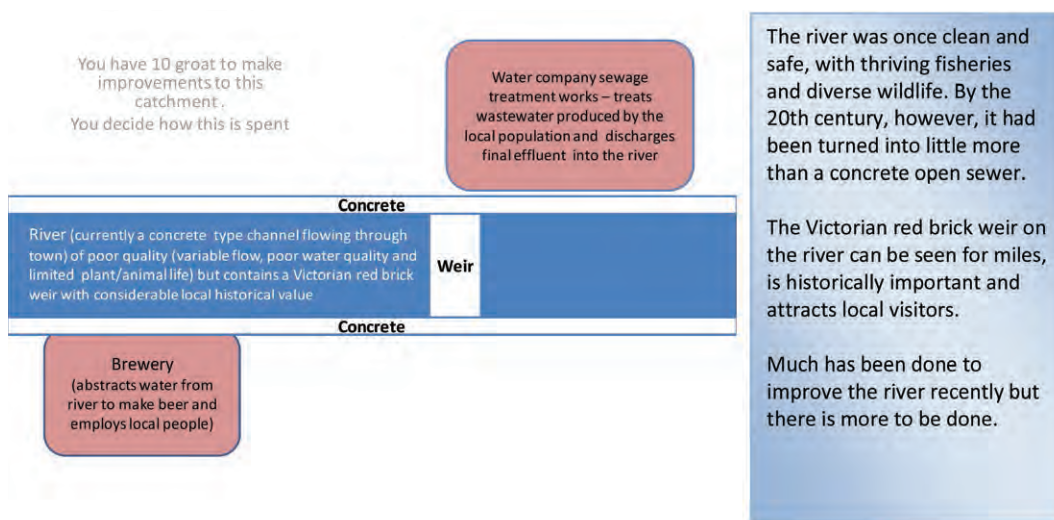 You have 10 groat to make
improvements to this
catchment .
You decide how this is spent
Water company sewage
treatment works – treats
wastewater produced by the
local population and discharges
final effluent into the river
Concrete
River (currently a concrete type channel flowing through
town) of poor quality (variable flow, poor water quality and
limited plant/animal life) but contains a Victorian red brick
weir with considerable local historical value
Weir
Concrete
Brewery
(abstracts water from
river to make beer and
employs local people)
The river was once clean and
safe, with thriving fisheries
and diverse wildlife. By the
20th century, however, it had
been turned into little more
than a concrete open sewer.
The Victorian red brick weir on
the river can be seen for miles,
is historically important and
attracts local visitors.
Much has been done to
improve the river recently but
there is more to be done.